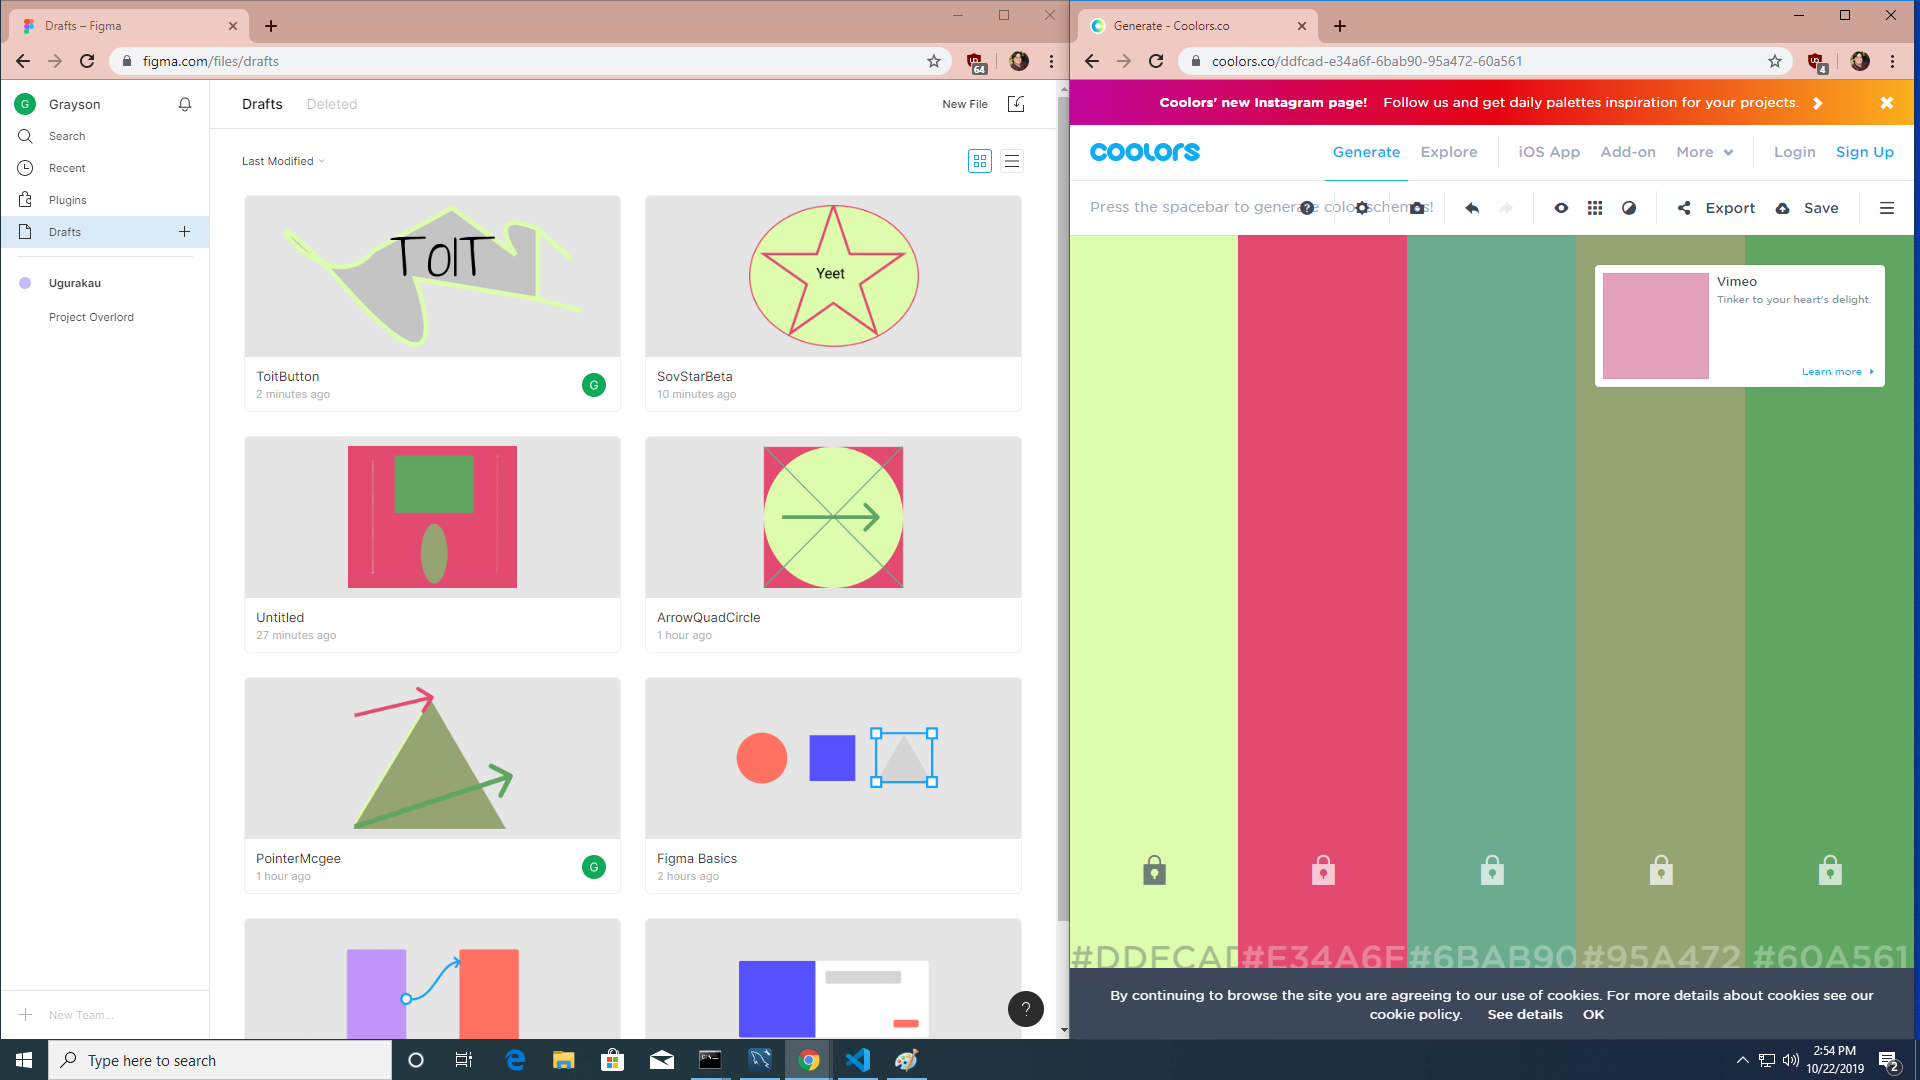 Drafts – Figma
figma.com/files/drafts
64
G
Grayson
Search
Recent
Plugins
Drafts
Ugurakau
Project Overlord
New Team...
Drafts
Deleted
New File
Last Modified
ToIT
ToitButton
2 minutes ago
G
Yeet
SovStarBeta
10 minutes ago
Untitled
27 minutes ago
ArrowQuadCircle
1 hour ago
PointerMcgee
1 hour ago
G
Figma Basics
2 hours ago
?
Generate - Coolors.co
coolors.co/ddfcad-e34a6f-6bab90-95a472-60a561
4
Coolors' new Instagram page! Follow us and get daily palettes inspiration for your projects.
coolors
Generate
Explore
iOS App
Add-on
More
Login
Sign Up
Press the spacebar to generate color schemes!
Export
Save
Vimeo
Tinker to your heart's delight.
Learn more
#DDFCAD
#E34A6F
#6BAB90
#95A472
#60A561
By continuing to browse the site you are agreeing to our use of cookies. For more details about cookies see our
cookie policy. See details OK
Type here to search
2:54 PM
10/22/2019
2